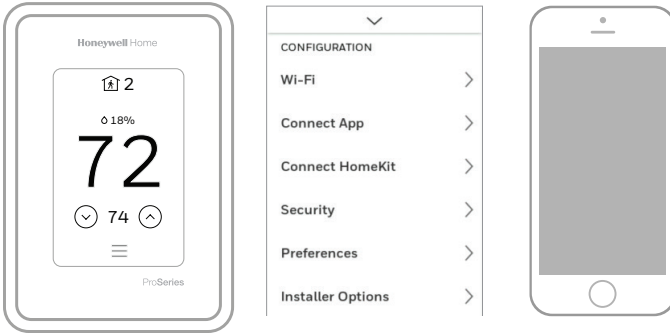 Honeywell Home
2
18%
72
74
ProSeries
CONFIGURATION
Wi-Fi
Connect App
Connect HomeKit
Security
Preferences
Installer Options